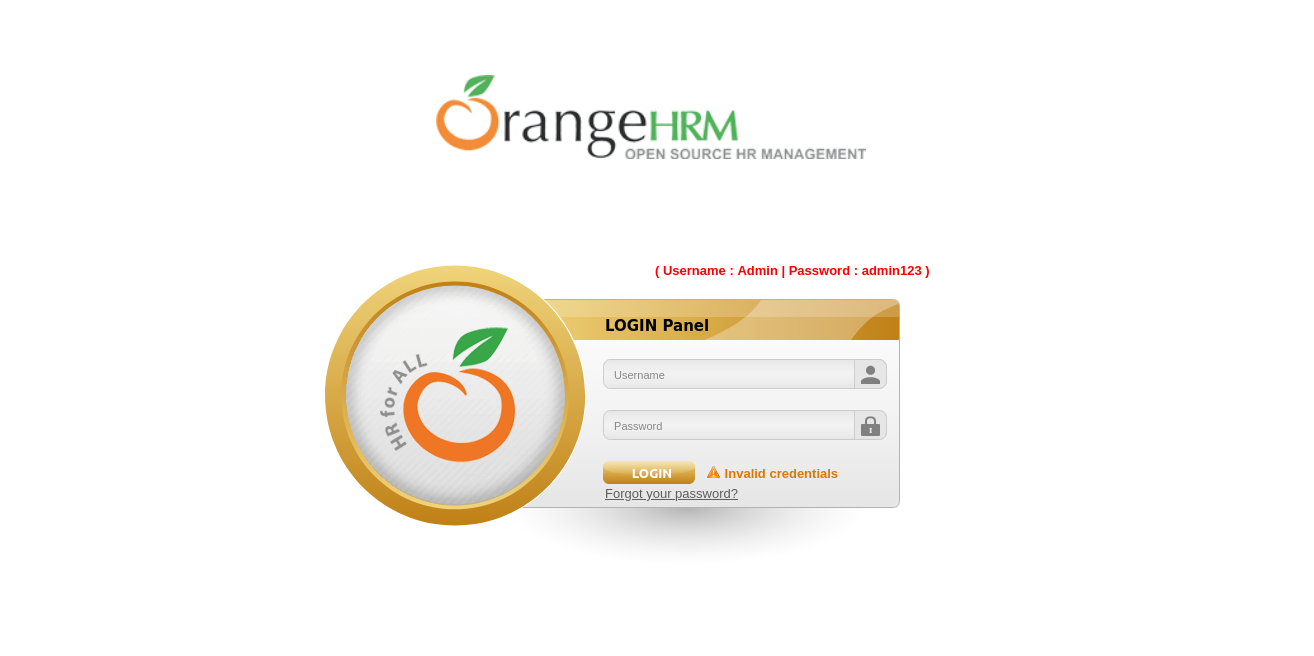 OrangeHRM
OPEN SOURCE HR MANAGEMENT
( Username : Admin | Password : admin123 )
LOGIN Panel
HR for ALL
Username
Password
LOGIN
Invalid credentials
Forgot your password?